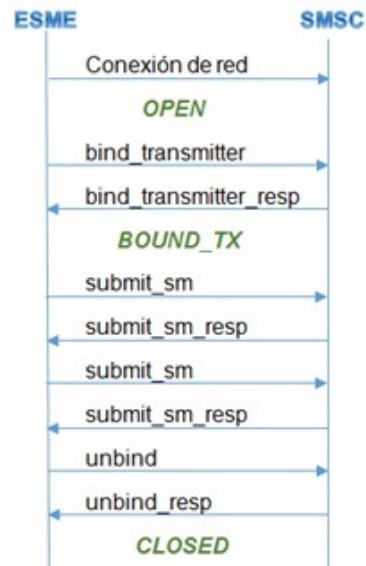 ESME SMSC
Conexión de red
OPEN
bind_transmitter
bind_transmitter_resp
BOUND_TX
submit_sm
submit_sm_resp
submit_sm
submit_sm_resp
unbind
unbind_resp
CLOSED